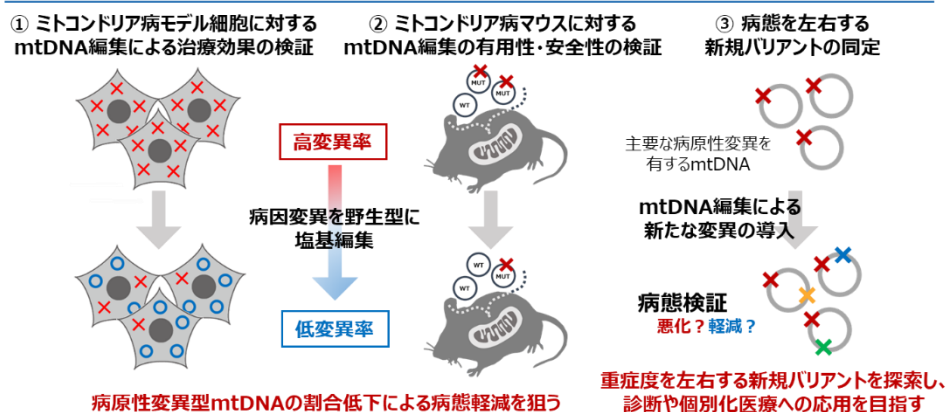 ① ミトコンドリア病モデル細胞に対する
mtDNA編集による治療効果の検証
② ミトコンドリア病マウスに対する
mtDNA編集の有用性・安全性の検証
③ 病態を左右する
新規バリアントの同定
高変異率
病因変異を野生型に
塩基編集
低変異率
MUT
MUT
WT
WT
WT
MUT
主要な病原性変異を
有するmtDNA
mtDNA編集による
新たな変異の導入
病態検証
悪化？軽減？
病原性変異型mtDNAの割合低下による病態軽減を狙う
重症度を左右する新規バリアントを探索し、
診断や個別化医療への応用を目指す